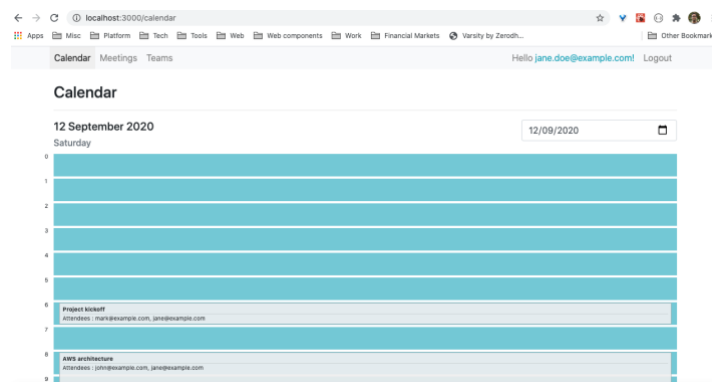 localhost:3000/calendar
Apps Misc Platform Tech Tools Web Web components Work Financial Markets Varsity by Zerodh... Other Bookmark
Calendar Meetings Teams Hello jane.doe@example.com! Logout
Calendar
12 September 2020
12/09/2020
Saturday
0
1
2
3
4
5
6
Project kickoff
Attendees : mark@example.com, jane@example.com
7
8
AWS architecture
Attendees : john@example.com, jane@example.com
9